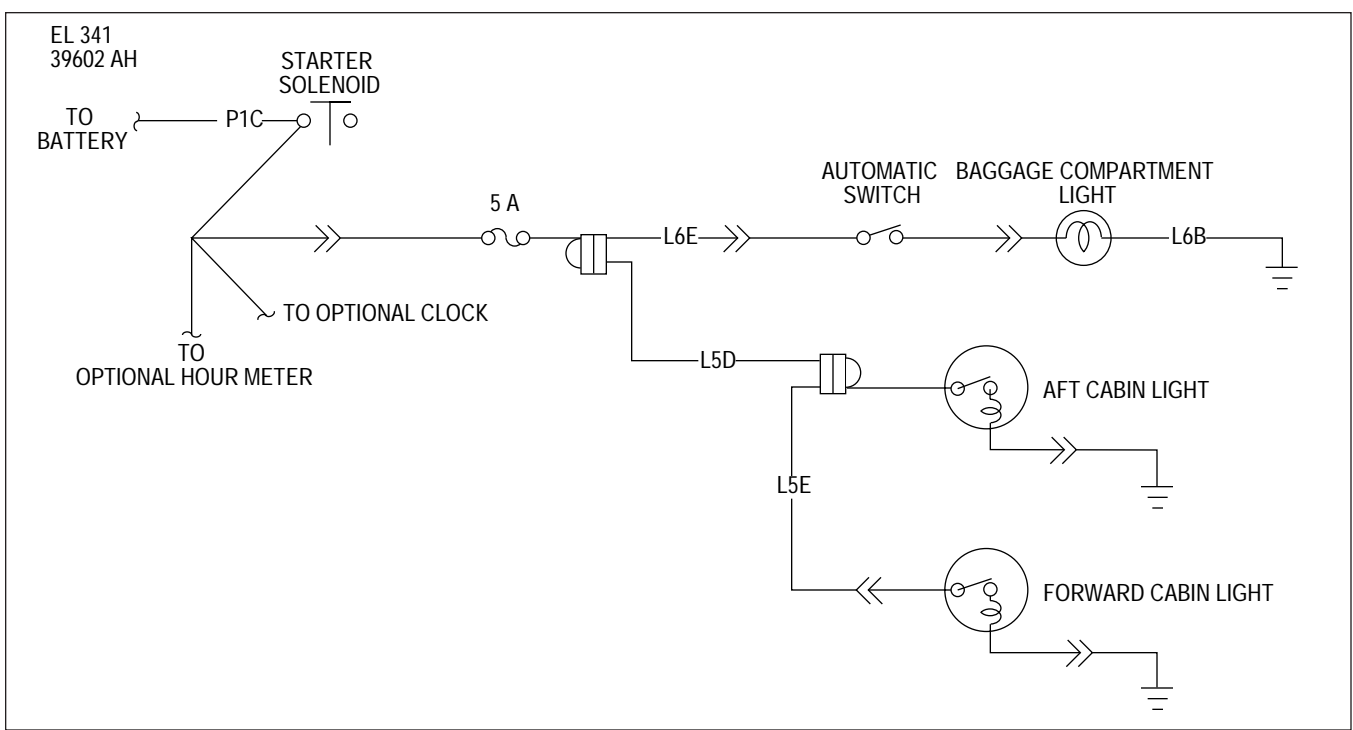 EL 341
39602 AH
STARTER
SOLENOID
TO
BATTERY
P1C
5 A
AUTOMATIC
SWITCH
BAGGAGE COMPARTMENT
LIGHT
L6E
L6B
TO OPTIONAL CLOCK
TO
OPTIONAL HOUR METER
L5D
AFT CABIN LIGHT
L5E
FORWARD CABIN LIGHT